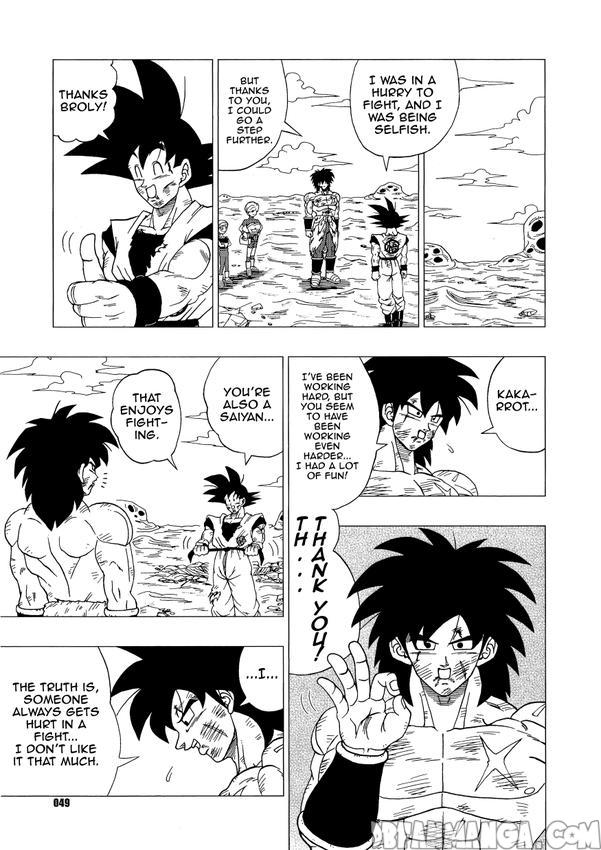 I WAS IN A
HURRY TO
FIGHT, AND I
WAS BEING
SELFISH.
BUT
THANKS TO
YOU, I
COULD GO
A STEP
FURTHER.
THANKS
BROLY!
KAKA-
RROT...
I'VE BEEN
WORKING
HARD, BUT
YOU SEEM
TO HAVE
BEEN
WORKING
EVEN
HARDER...
I HAD A LOT
OF FUN!
YOU'RE
ALSO A
SAIYAN...
THAT
ENJOYS
FIGHT-
ING.
TH...
THANK YOU!
...I...
THE TRUTH IS,
SOMEONE
ALWAYS GETS
HURT IN A
FIGHT...
I DON'T LIKE
IT THAT MUCH.
049
DBFANMANGA.COM